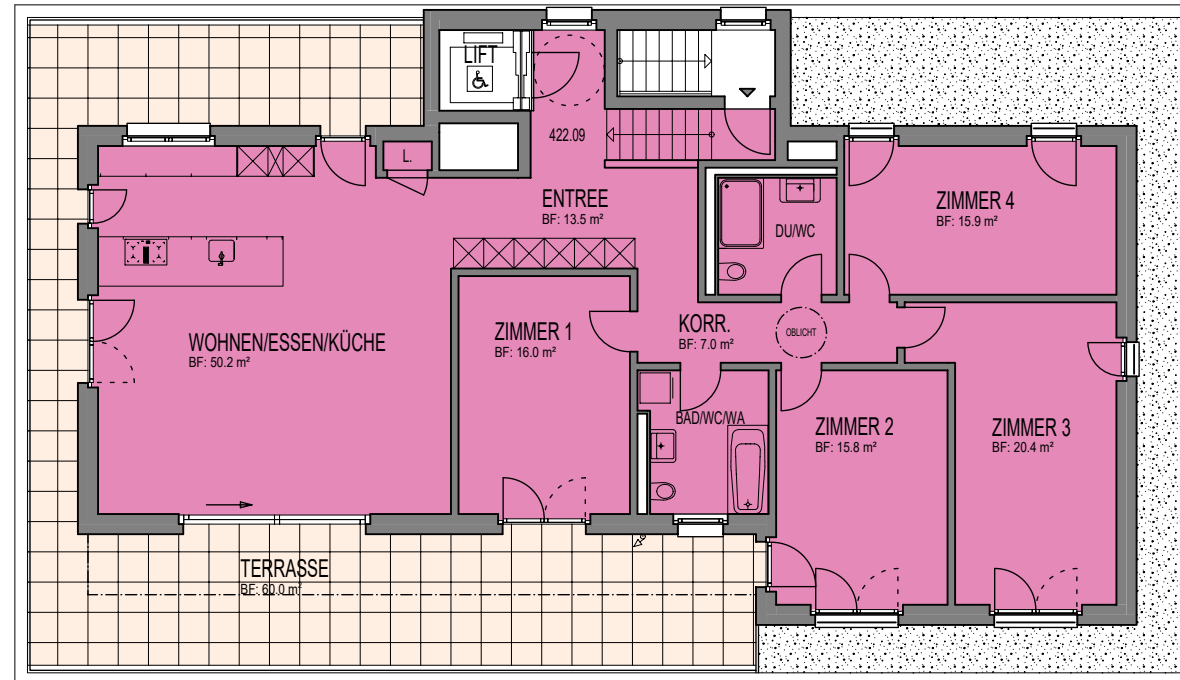 LIFT
422.09
L.
ENTREE
BF: 13.5 m²
DU/WC
ZIMMER 4
BF: 15.9 m²
WOHNEN/ESSEN/KÜCHE
BF: 50.2 m²
ZIMMER 1
BF: 16.0 m²
KORR.
BF: 7.0 m²
OBLICHT
BAD/WC/WA
ZIMMER 2
BF: 15.8 m²
ZIMMER 3
BF: 20.4 m²
TERRASSE
BF: 60.0 m²